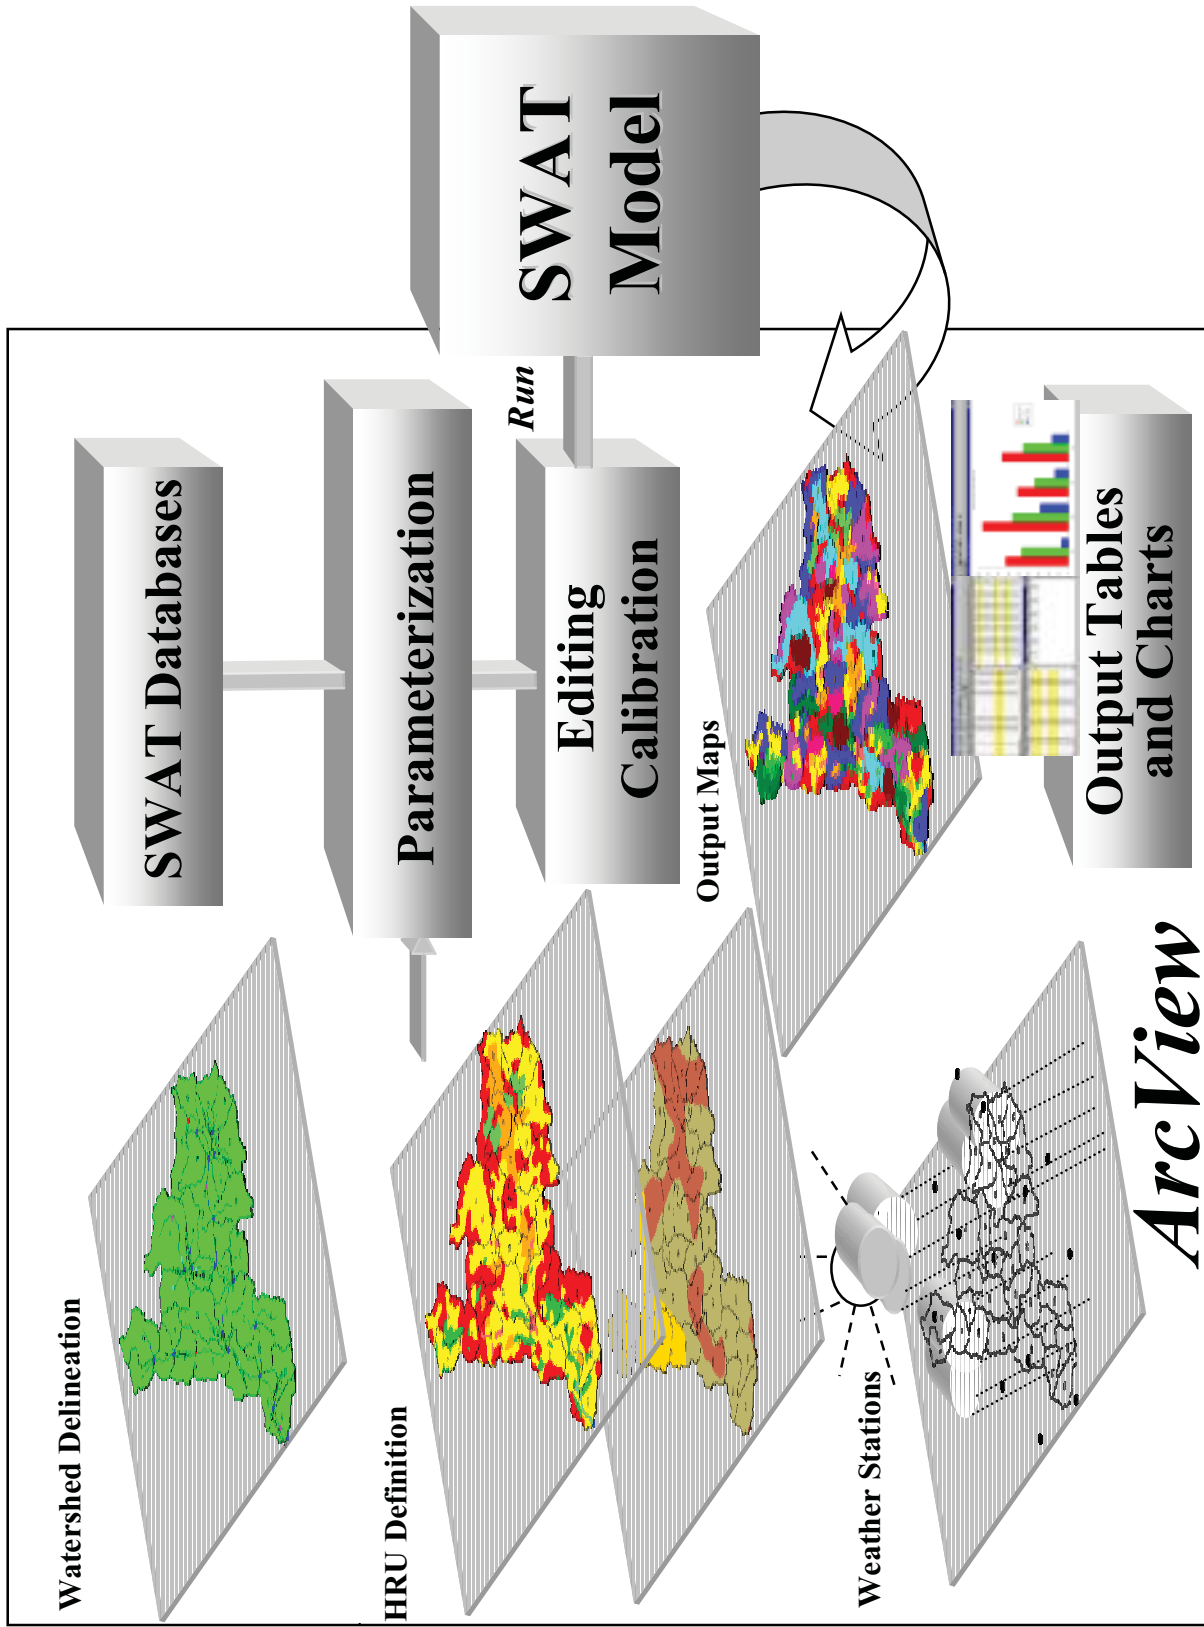 Watershed Delineation
HRU Definition
Weather Stations
ArcView
SWAT Databases
Parameterization
Editing
Calibration
Run
SWAT
Model
Output Maps
Output Tables
and Charts